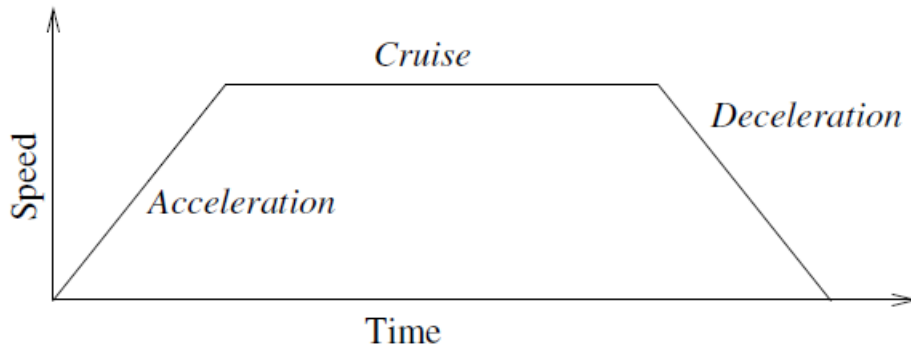 Cruise
Deceleration
Acceleration
Speed
Time